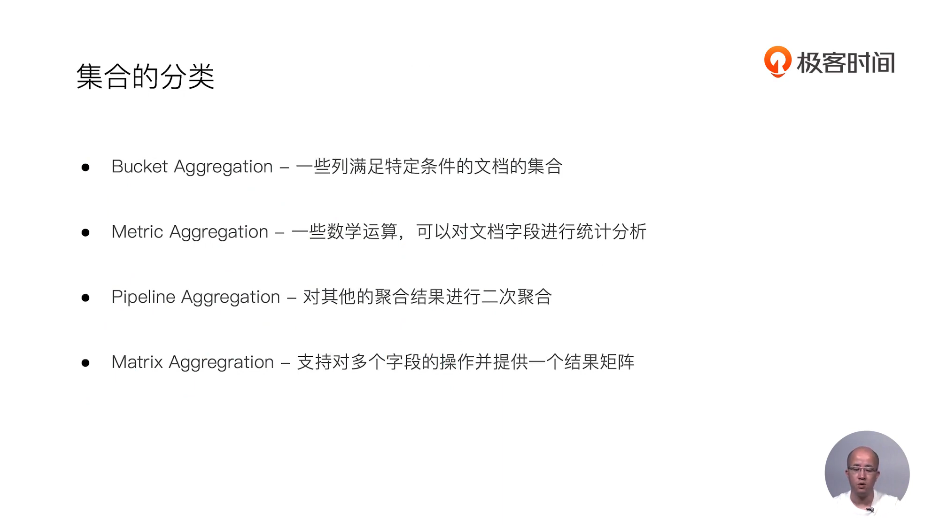 集合的分类
极客时间
● Bucket Aggregation – 一些列满足特定条件的文档的集合
● Metric Aggregation – 一些数学运算，可以对文档字段进行统计分析
● Pipeline Aggregation – 对其他的聚合结果进行二次聚合
● Matrix Aggregration – 支持对多个字段的操作并提供一个结果矩阵